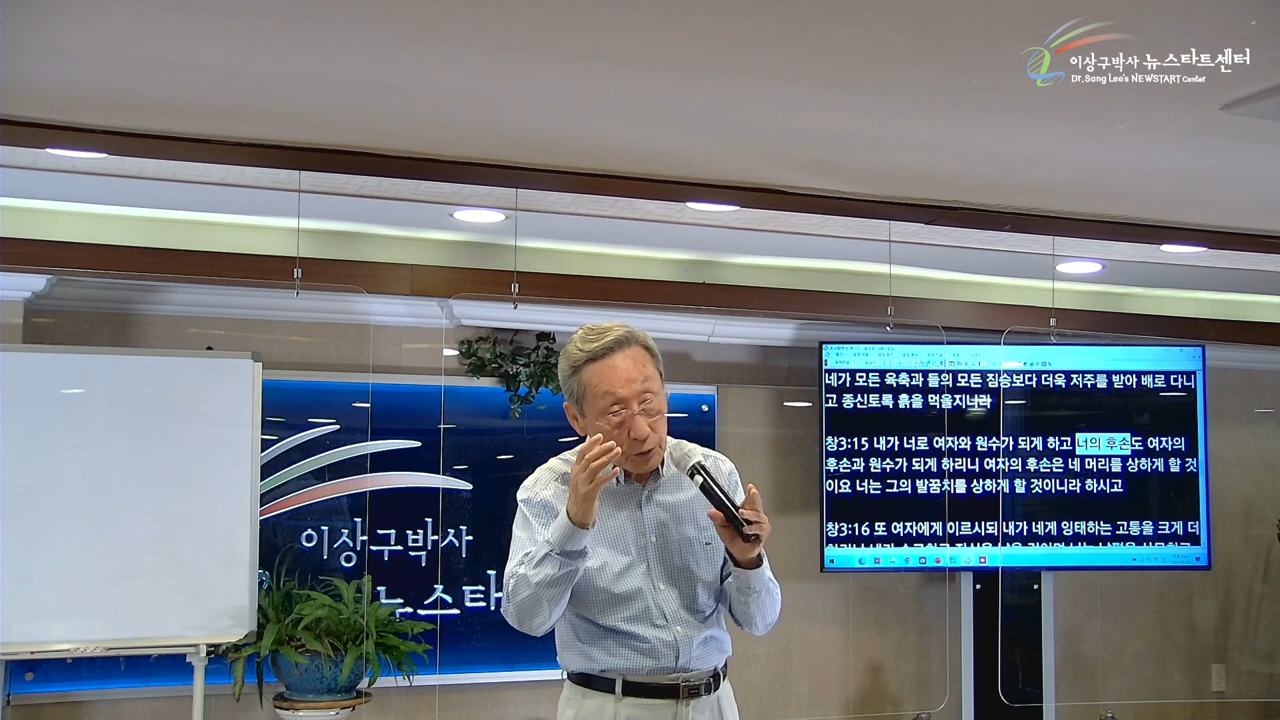 이상구박사 뉴스타트센터
Dr. Sang Lee's NEWSTART Center
이상구박사
뉴스타
네가 모든 육축과 들의 모든 짐승보다 더욱 저주를 받아 배로 다니
고 종신토록 흙을 먹을지니라
창3:15 내가 너로 여자와 원수가 되게 하고 너의 후손도 여자의
후손과 원수가 되게 하리니 여자의 후손은 네 머리를 상하게 할 것
이요 너는 그의 발꿈치를 상하게 할 것이니라 하시고
창3:16 또 여자에게 이르시되 내가 네게 잉태하는 고통을 크게 더